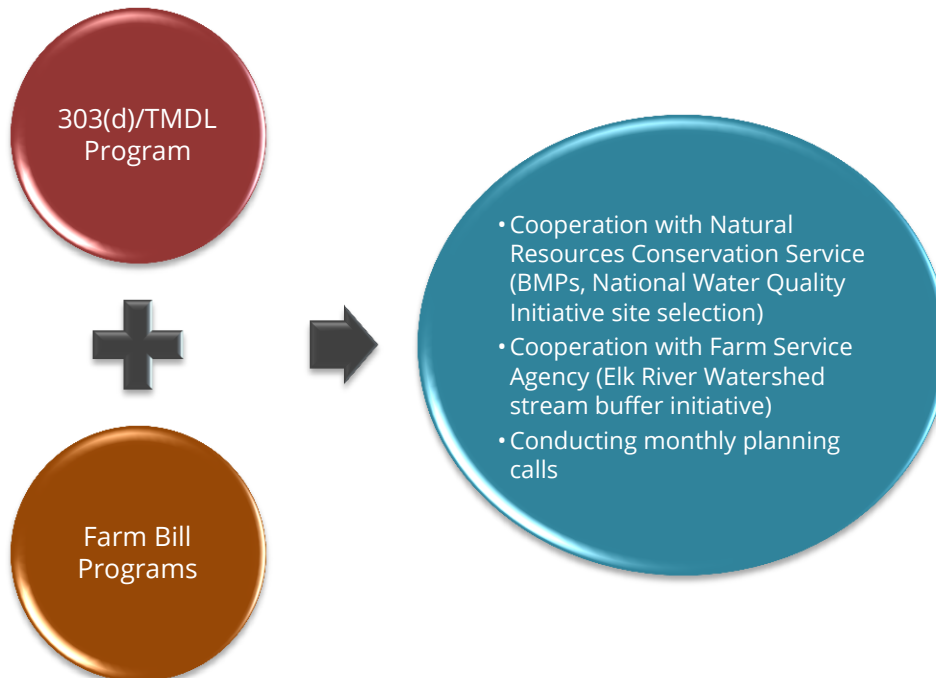 303(d)/TMDL
Program
Farm Bill
Programs
•Cooperation with Natural
Resources Conservation Service
(BMPs, National Water Quality
Initiative site selection)
•Cooperation with Farm Service
Agency (Elk River Watershed
stream buffer initiative)
•Conducting monthly planning
calls